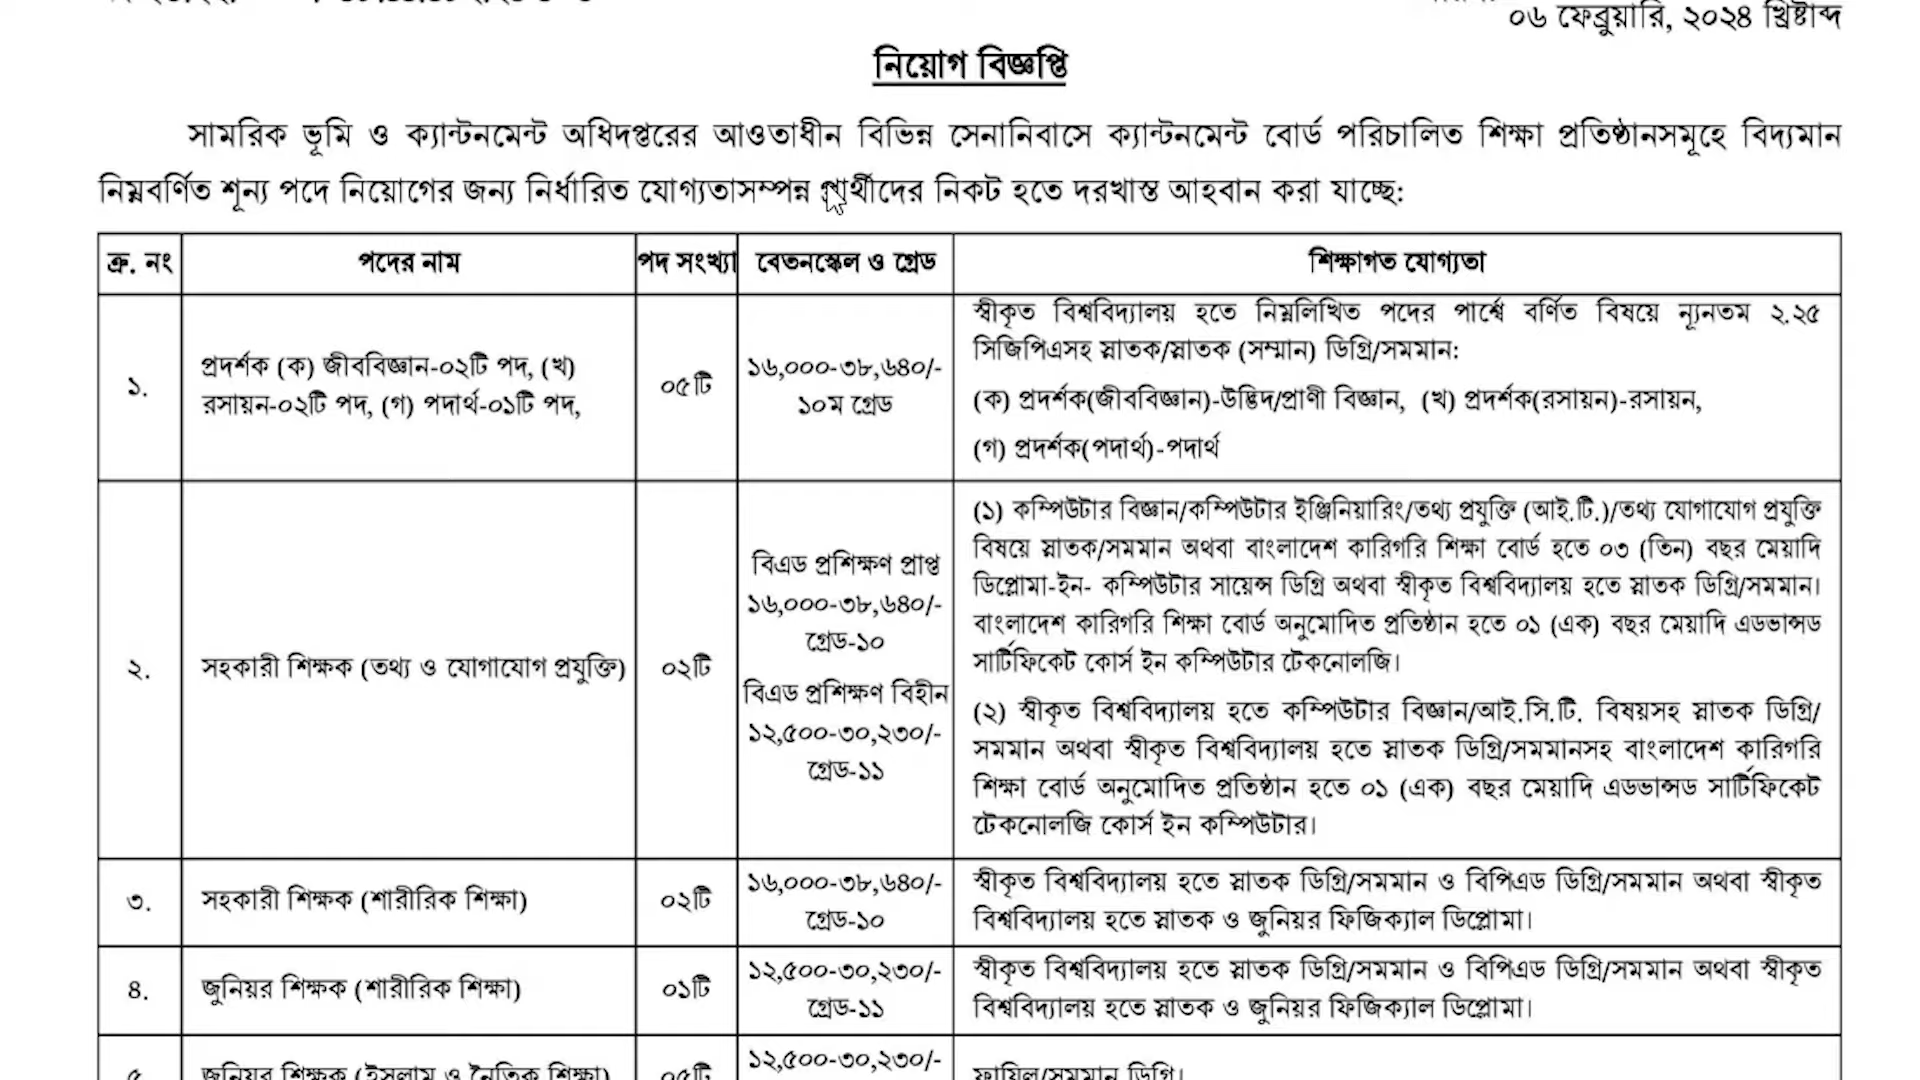 ০৬ ফেব্রুয়ারি, ২০২৪ খ্রিষ্টাব্দ
নিয়োগ বিজ্ঞপ্তি
সামরিক ভূমি ও ক্যান্টনমেন্ট অধিদপ্তরের আওতাধীন বিভিন্ন সেনানিবাসে ক্যান্টনমেন্ট বোর্ড পরিচালিত শিক্ষা প্রতিষ্ঠানসমূহে বিদ্যমান
নিম্নবর্ণিত শূন্য পদে নিয়োগের জন্য নির্ধারিত যোগ্যতাসম্পন্ন প্রার্থীদের নিকট হতে দরখাস্ত আহবান করা যাচ্ছে:
ক্র. নং পদের নাম পদ সংখ্যা বেতনস্কেল ও গ্রেড শিক্ষাগত যোগ্যতা
১.
প্রদর্শক (ক) জীববিজ্ঞান-০২টি পদ, (খ)
রসায়ন-০২টি পদ, (গ) পদার্থ-০১টি পদ,
০৫টি
১৬,০০০-৩৮,৬৪০/-
১০ম গ্রেড
স্বীকৃত বিশ্ববিদ্যালয় হতে নিম্নলিখিত পদের পার্শ্বে বর্ণিত বিষয়ে ন্যূনতম ২.২৫
সিজিপিএসহ স্নাতক/স্নাতক (সম্মান) ডিগ্রি/সমমান:
(ক) প্রদর্শক(জীববিজ্ঞান)-উদ্ভিদ/প্রাণী বিজ্ঞান, (খ) প্রদর্শক(রসায়ন)-রসায়ন,
(গ) প্রদর্শক(পদার্থ)-পদার্থ
২.
সহকারী শিক্ষক (তথ্য ও যোগাযোগ প্রযুক্তি)
০২টি
বিএড প্রশিক্ষণ প্রাপ্ত
১৬,০০০-৩৮,৬৪০/-
গ্রেড-১০
বিএড প্রশিক্ষণ বিহীন
১২,৫০০-৩০,২৩০/-
গ্রেড-১১
(১) কম্পিউটার বিজ্ঞান/কম্পিউটার ইঞ্জিনিয়ারিং/তথ্য প্রযুক্তি (আই.টি.)/তথ্য যোগাযোগ প্রযুক্তি
বিষয়ে স্নাতক/সমমান অথবা বাংলাদেশ কারিগরি শিক্ষা বোর্ড হতে ০৩ (তিন) বছর মেয়াদি
ডিপ্লোমা-ইন- কম্পিউটার সায়েন্স ডিগ্রি অথবা স্বীকৃত বিশ্ববিদ্যালয় হতে স্নাতক ডিগ্রি/সমমান।
বাংলাদেশ কারিগরি শিক্ষা বোর্ড অনুমোদিত প্রতিষ্ঠান হতে ০১ (এক) বছর মেয়াদি এডভান্সড
সার্টিফিকেট কোর্স ইন কম্পিউটার টেকনোলজি।
(২) স্বীকৃত বিশ্ববিদ্যালয় হতে কম্পিউটার বিজ্ঞান/আই.সি.টি. বিষয়সহ স্নাতক ডিগ্রি/
সমমান অথবা স্বীকৃত বিশ্ববিদ্যালয় হতে স্নাতক ডিগ্রি/সমমানসহ বাংলাদেশ কারিগরি
শিক্ষা বোর্ড অনুমোদিত প্রতিষ্ঠান হতে ০১ (এক) বছর মেয়াদি এডভান্সড সার্টিফিকেট
টেকনোলজি কোর্স ইন কম্পিউটার।
৩.
সহকারী শিক্ষক (শারীরিক শিক্ষা)
০২টি
১৬,০০০-৩৮,৬৪০/-
গ্রেড-১০
স্বীকৃত বিশ্ববিদ্যালয় হতে স্নাতক ডিগ্রি/সমমান ও বিপিএড ডিগ্রি/সমমান অথবা স্বীকৃত
বিশ্ববিদ্যালয় হতে স্নাতক ও জুনিয়র ফিজিক্যাল ডিপ্লোমা।
৪.
জুনিয়র শিক্ষক (শারীরিক শিক্ষা)
০১টি
১২,৫০০-৩০,২৩০/-
গ্রেড-১১
স্বীকৃত বিশ্ববিদ্যালয় হতে স্নাতক ডিগ্রি/সমমান ও বিপিএড ডিগ্রি/সমমান অথবা স্বীকৃত
বিশ্ববিদ্যালয় হতে স্নাতক ও জুনিয়র ফিজিক্যাল ডিপ্লোমা।
৫.
জুনিয়র শিক্ষক (ইসলাম ও নৈতিক শিক্ষা)
০৫টি
১২,৫০০-৩০,২৩০/-
ফাযিল/সমমান ডিগ্রি।